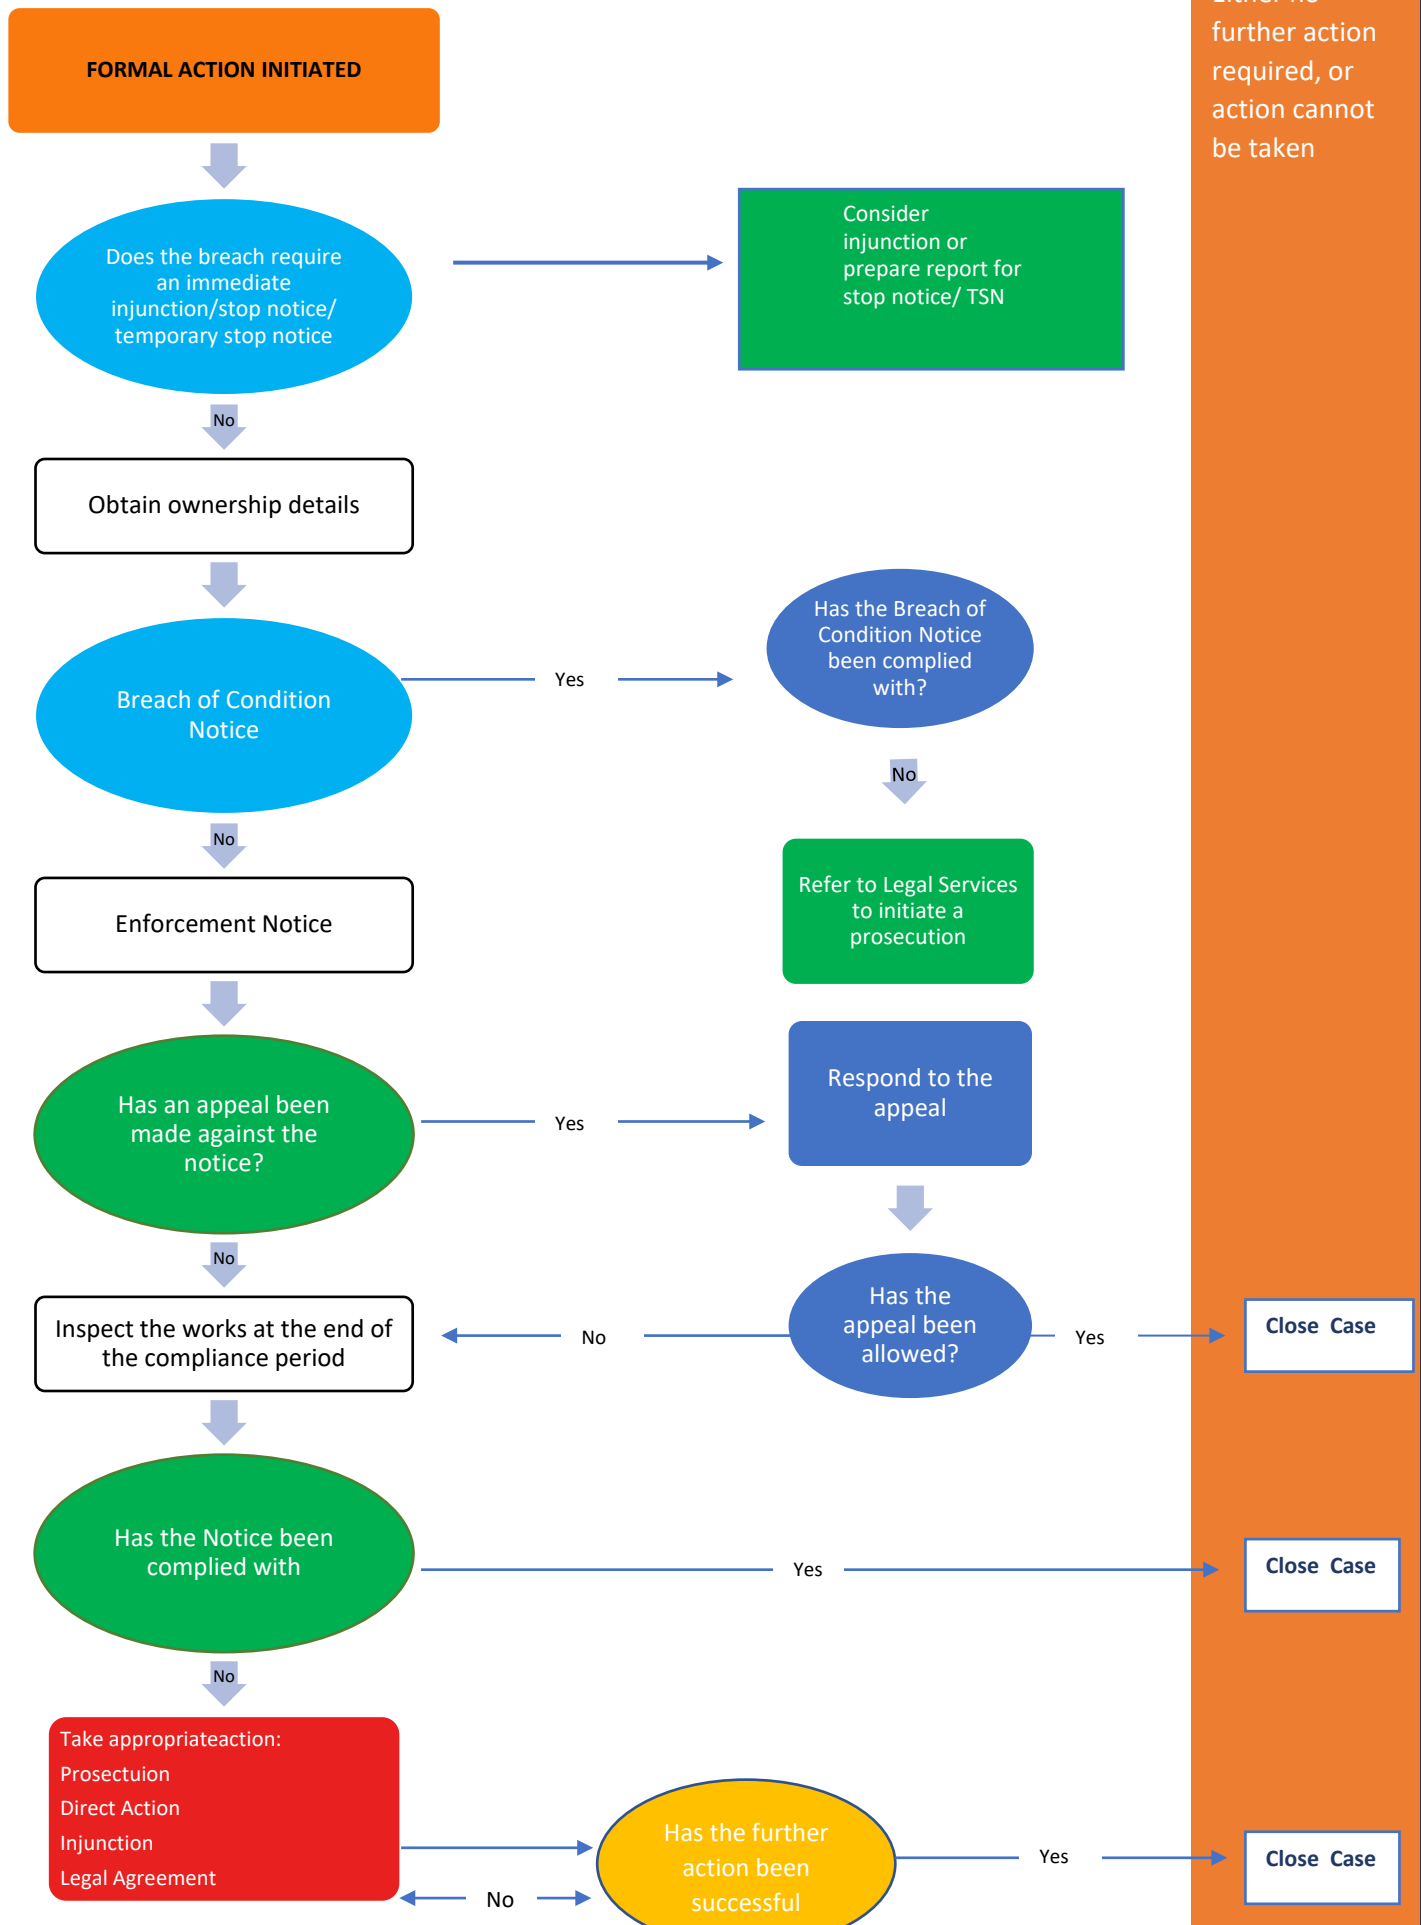 Either no
further action
required, or
action cannot
be taken
FORMAL ACTION INITIATED
Does the breach require
an immediate
injunction/stop notice/
temporary stop notice
Consider
injunction or
prepare report for
stop notice/ TSN
No
Obtain ownership details
Breach of Condition
Notice
Yes
Has the Breach of
Condition Notice
been complied
with?
No
No
Refer to Legal Services
to initiate a
prosecution
Enforcement Notice
Has an appeal been
made against the
notice?
Yes
Respond to the
appeal
No
Inspect the works at the end of
the compliance period
No
Has the
appeal been
allowed?
Yes
Close Case
Has the Notice been
complied with
Yes
Close Case
No
Take appropriateaction:
Prosectuion
Direct Action
Injunction
Legal Agreement
No
Has the further
action been
successful
Yes
Close Case